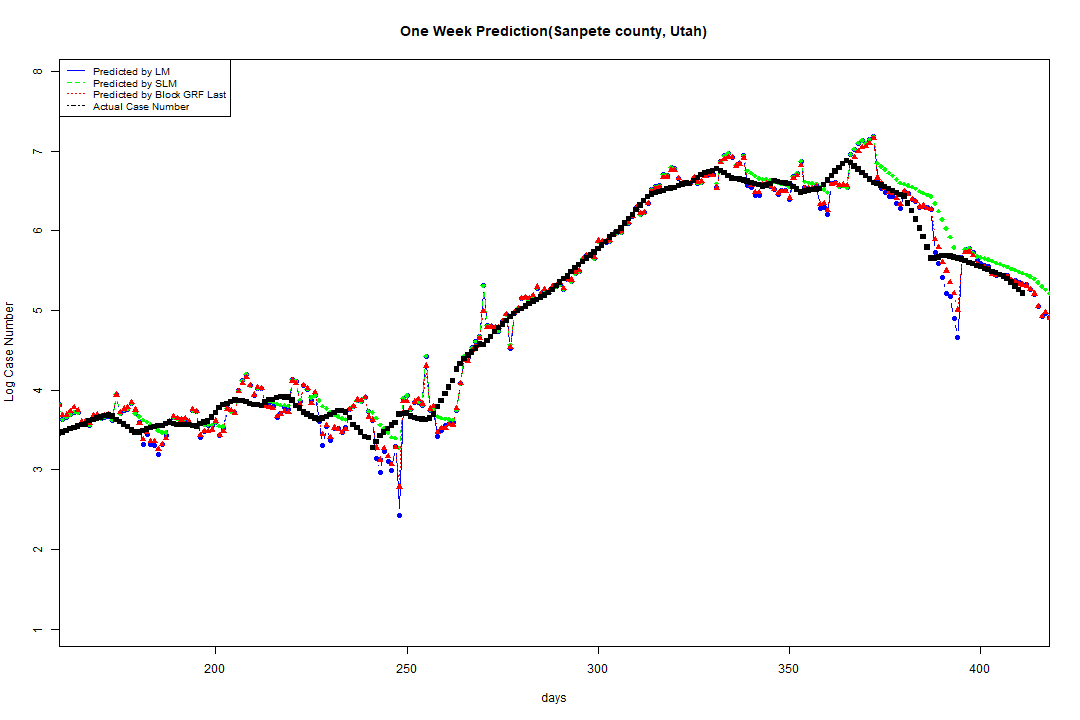 One Week Prediction(Sanpete county, Utah)
Predicted by LM
Predicted by SLM
Predicted by Block GRF Last
Actual Case Number
8
7
6
5
4
3
2
1
Log Case Number
200 250 300 350 400
days